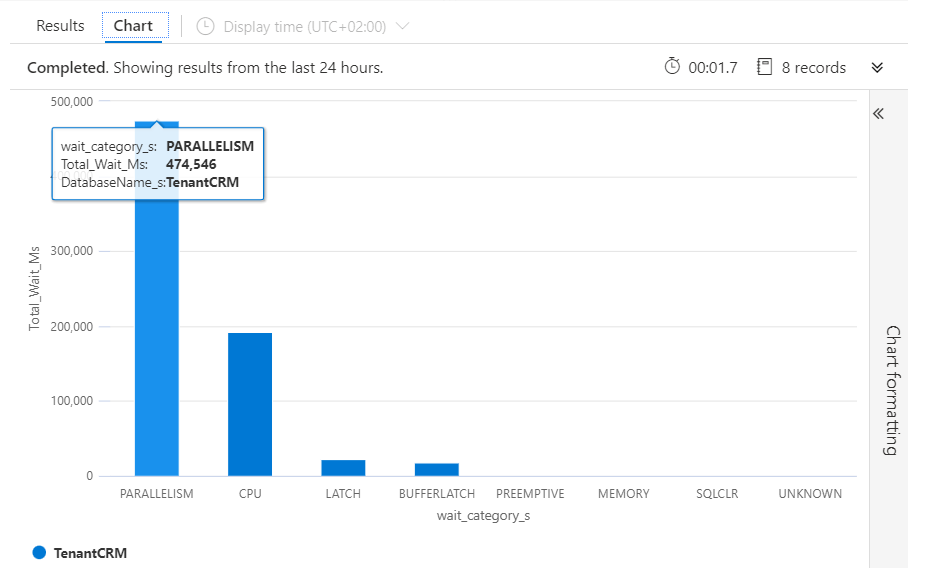 Results Chart Display time (UTC+02:00)
Completed. Showing results from the last 24 hours. 00:01.7 8 records
500,000
wait_category_s: PARALLELISM
Total_Wait_Ms: 474,546
DatabaseName_s:TenantCRM
300,000
200,000
100,000
0
Total_Wait_Ms
PARALLELISM CPU LATCH BUFFERLATCH PREEMPTIVE MEMORY SQLCLR UNKNOWN
wait_category_s
TenantCRM
Chart formatting